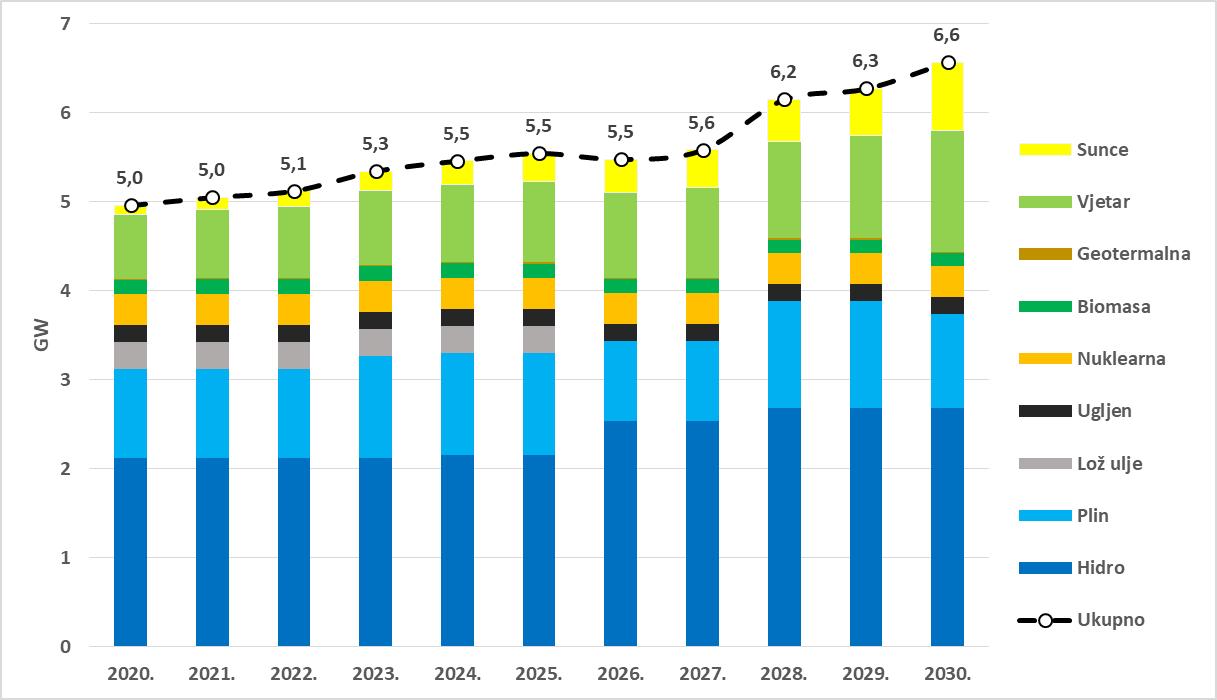 7
6
5
4
3
2
1
0
GW
5,0
5,0
5,1
5,3
5,5
5,5
5,5
5,6
6,2
6,3
6,6
2020.
2021.
2022.
2023.
2024.
2025.
2026.
2027.
2028.
2029.
2030.
Sunce
Vjetar
Geotermalna
Biomasa
Nuklearna
Ugljen
Lož ulje
Plin
Hidro
Ukupno